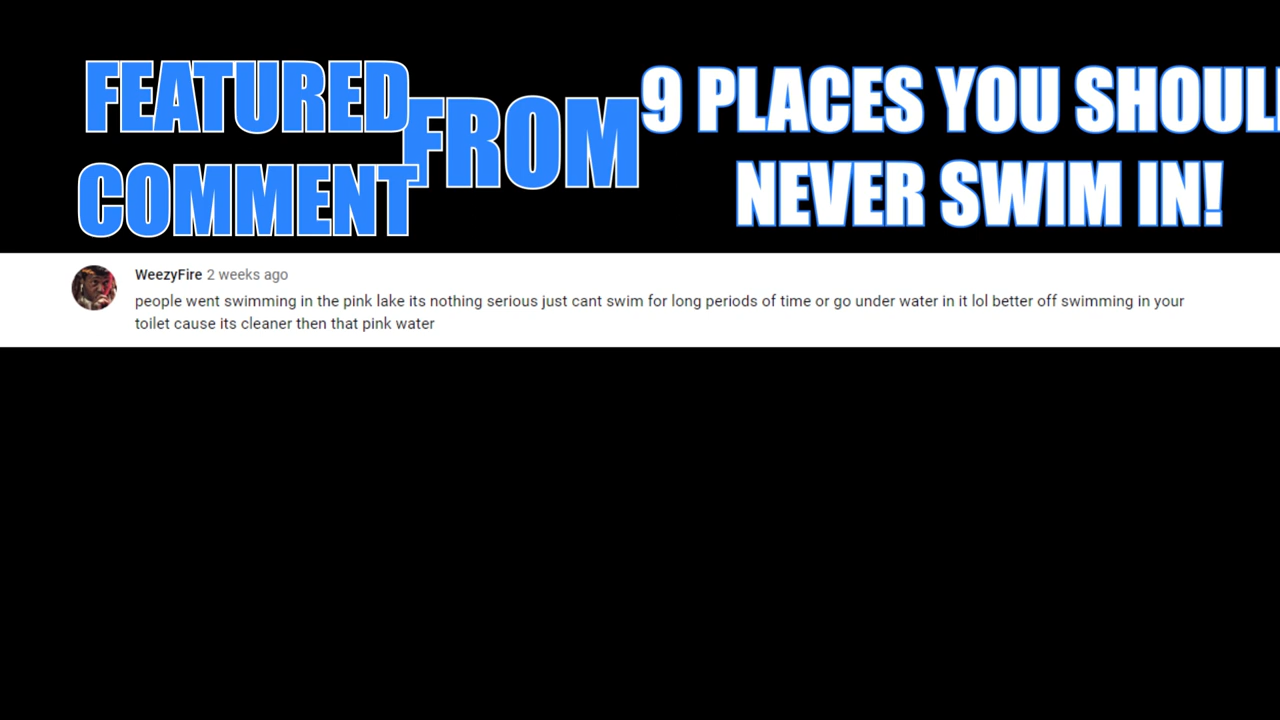 FEATURED
COMMENT
FROM
9 PLACES YOU SHOUL
NEVER SWIM IN!
WeezyFire 2 weeks ago
people went swimming in the pink lake its nothing serious just cant swim for long periods of time or go under water in it lol better off swimming in your
toilet cause its cleaner then that pink water